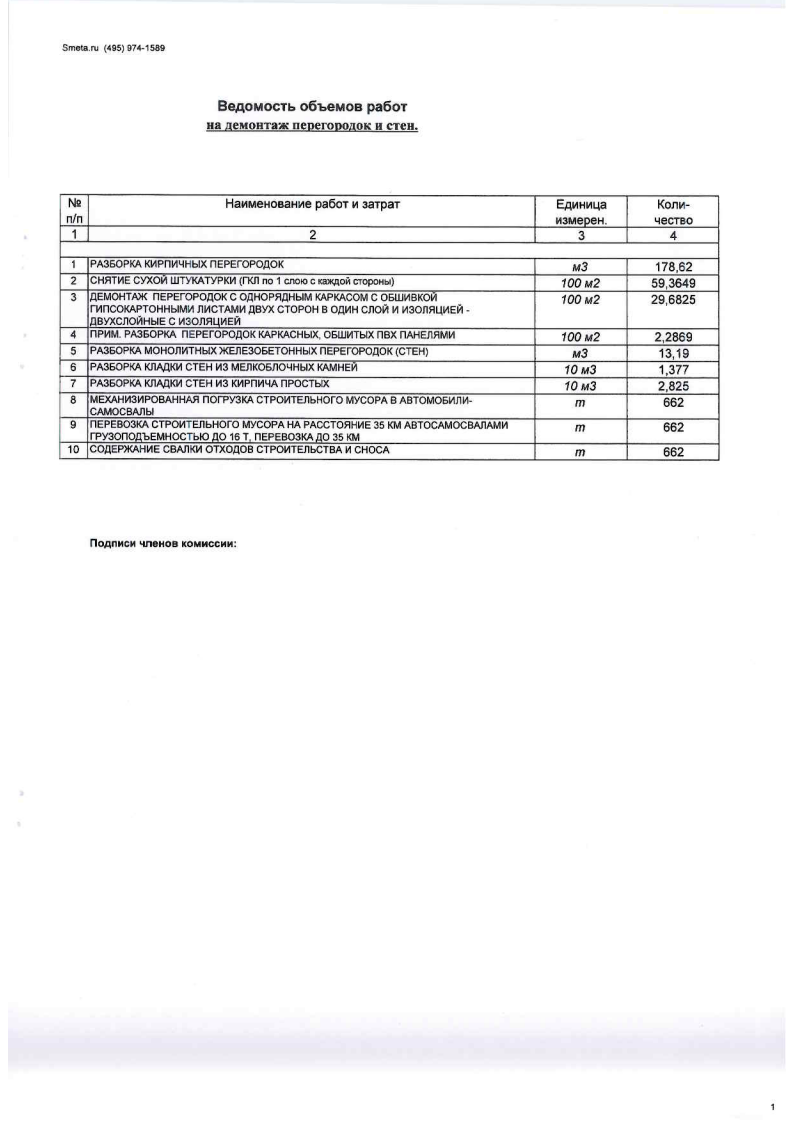 Smeta.ru (495) 974-1589
Ведомость объемов работ
на демонтаж перегородок и стен.
№ п/п Наименование работ и затрат Единица измерен. Коли-чество
1 2 3 4
1 РАЗБОРКА КИРПИЧНЫХ ПЕРЕГОРОДОК м3 178,62
2 СНЯТИЕ СУХОЙ ШТУКАТУРКИ (ГКЛ по 1 слою с каждой стороны) 100 м2 59,3649
3 ДЕМОНТАЖ ПЕРЕГОРОДОК С ОДНОРЯДНЫМ КАРКАСОМ С ОБШИВКОЙ 100 м2 29,6825
ГИПСОКАРТОННЫМИ ЛИСТАМИ ДВУХ СТОРОН В ОДИН СЛОЙ И ИЗОЛЯЦИЕЙ -
ДВУХСЛОЙНЫЕ С ИЗОЛЯЦИЕЙ
4 ПРИМ. РАЗБОРКА ПЕРЕГОРОДОК КАРКАСНЫХ, ОБШИТЫХ ПВХ ПАНЕЛЯМИ 100 м2 2,2869
5 РАЗБОРКА МОНОЛИТНЫХ ЖЕЛЕЗОБЕТОННЫХ ПЕРЕГОРОДОК (СТЕН) м3 13,19
6 РАЗБОРКА КЛАДКИ СТЕН ИЗ МЕЛКОБЛОЧНЫХ КАМНЕЙ 10 м3 1,377
7 РАЗБОРКА КЛАДКИ СТЕН ИЗ КИРПИЧА ПРОСТЫХ 10 м3 2,825
8 МЕХАНИЗИРОВАННАЯ ПОГРУЗКА СТРОИТЕЛЬНОГО МУСОРА В АВТОМОБИЛИ- т 662
САМОСВАЛЫ
9 ПЕРЕВОЗКА СТРОИТЕЛЬНОГО МУСОРА НА РАССТОЯНИЕ 35 КМ АВТОСАМОСВАЛАМИ т 662
ГРУЗОПОДЪЕМНОСТЬЮ ДО 16 Т, ПЕРЕВОЗКА ДО 35 КМ
10 СОДЕРЖАНИЕ СВАЛКИ ОТХОДОВ СТРОИТЕЛЬСТВА И СНОСА т 662
Подписи членов комиссии:
1